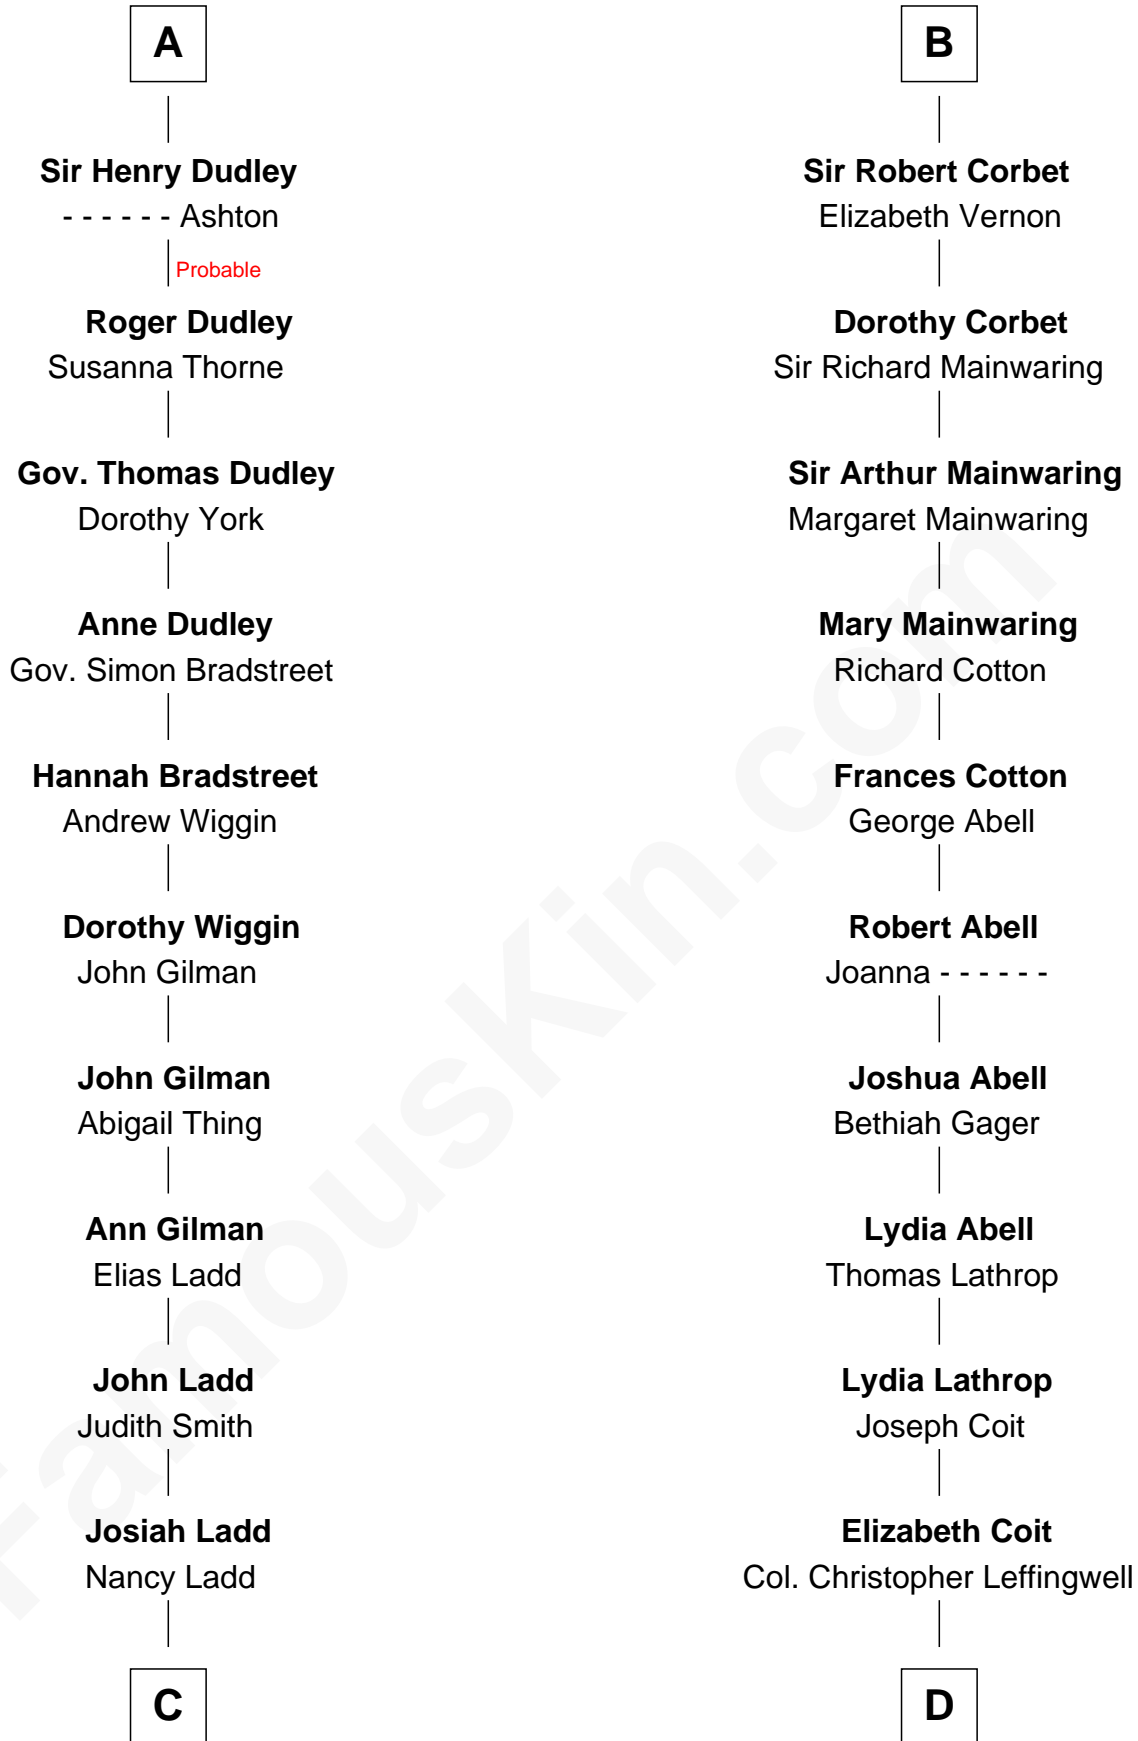 A
Sir Henry Dudley
- - - - - - Ashton
Probable
Roger Dudley
Susanna Thorne
Gov. Thomas Dudley
Dorothy York
Anne Dudley
Gov. Simon Bradstreet
Hannah Bradstreet
Andrew Wiggin
Dorothy Wiggin
John Gilman
John Gilman
Abigail Thing
Ann Gilman
Elias Ladd
John Ladd
Judith Smith
Josiah Ladd
Nancy Ladd
C
B
Sir Robert Corbet
Elizabeth Vernon
Dorothy Corbet
Sir Richard Mainwaring
Sir Arthur Mainwaring
Margaret Mainwaring
Mary Mainwaring
Richard Cotton
Frances Cotton
George Abell
Robert Abell
Joanna - - - - - -
Joshua Abell
Bethiah Gager
Lydia Abell
Thomas Lathrop
Lydia Lathrop
Joseph Coit
Elizabeth Coit
Col. Christopher Leffingwell
D
FamousKin.com